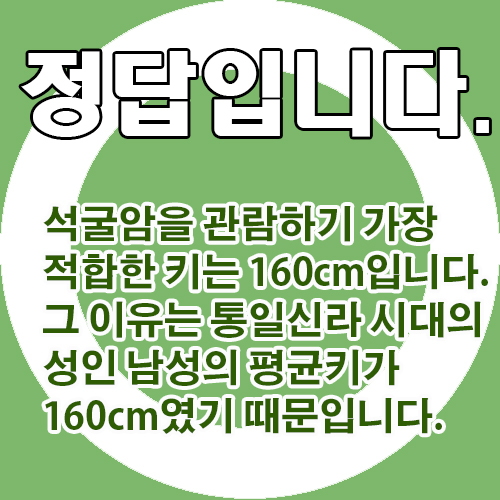 정답입니다.
석굴암을 관람하기 가장
적합한 키는 160cm입니다.
그 이유는 통일신라 시대의
성인 남성의 평균키가
160cm였기 때문입니다.